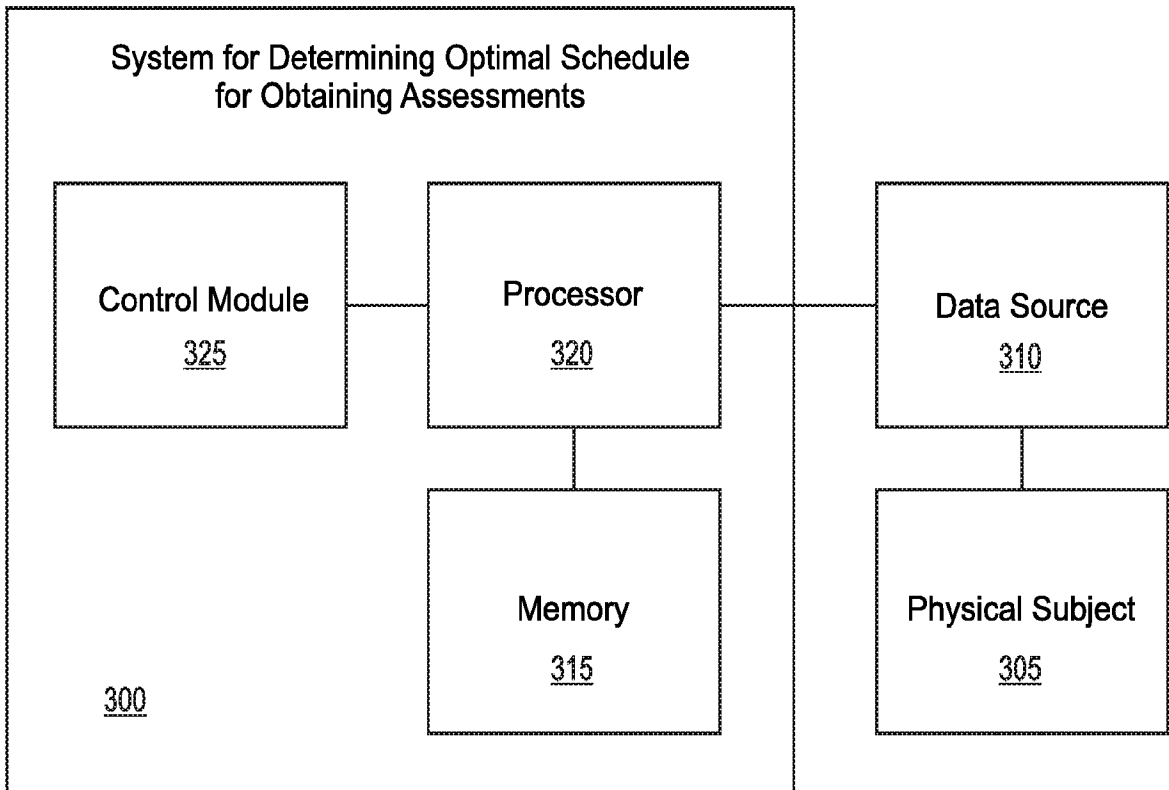 System for Determining Optimal Schedule
for Obtaining Assessments
Control Module
325
Processor
320
Data Source
310
Memory
315
Physical Subject
305
300